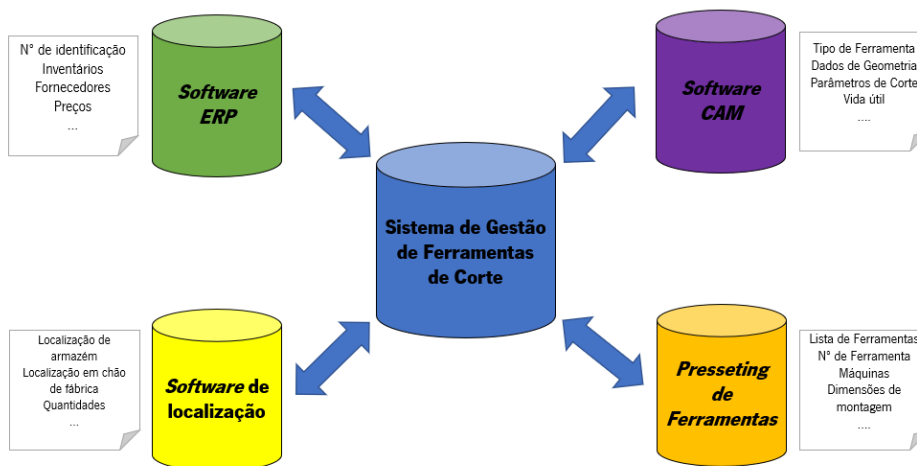 N° de identificação
Inventários
Fornecedores
Preços
...
Software
ERP
Software
CAM
Tipo de Ferramenta
Dados de Geometria
Parâmetros de Corte
Vida útil
....
Sistema de Gestão
de Ferramentas
de Corte
Localização de
armazém
Localização em chão
de fábrica
Quantidades
...
Software de
localização
Presseting
de
Ferramentas
Lista de Ferramentas
N° de Ferramenta
Máquinas
Dimensões de
montagem
....